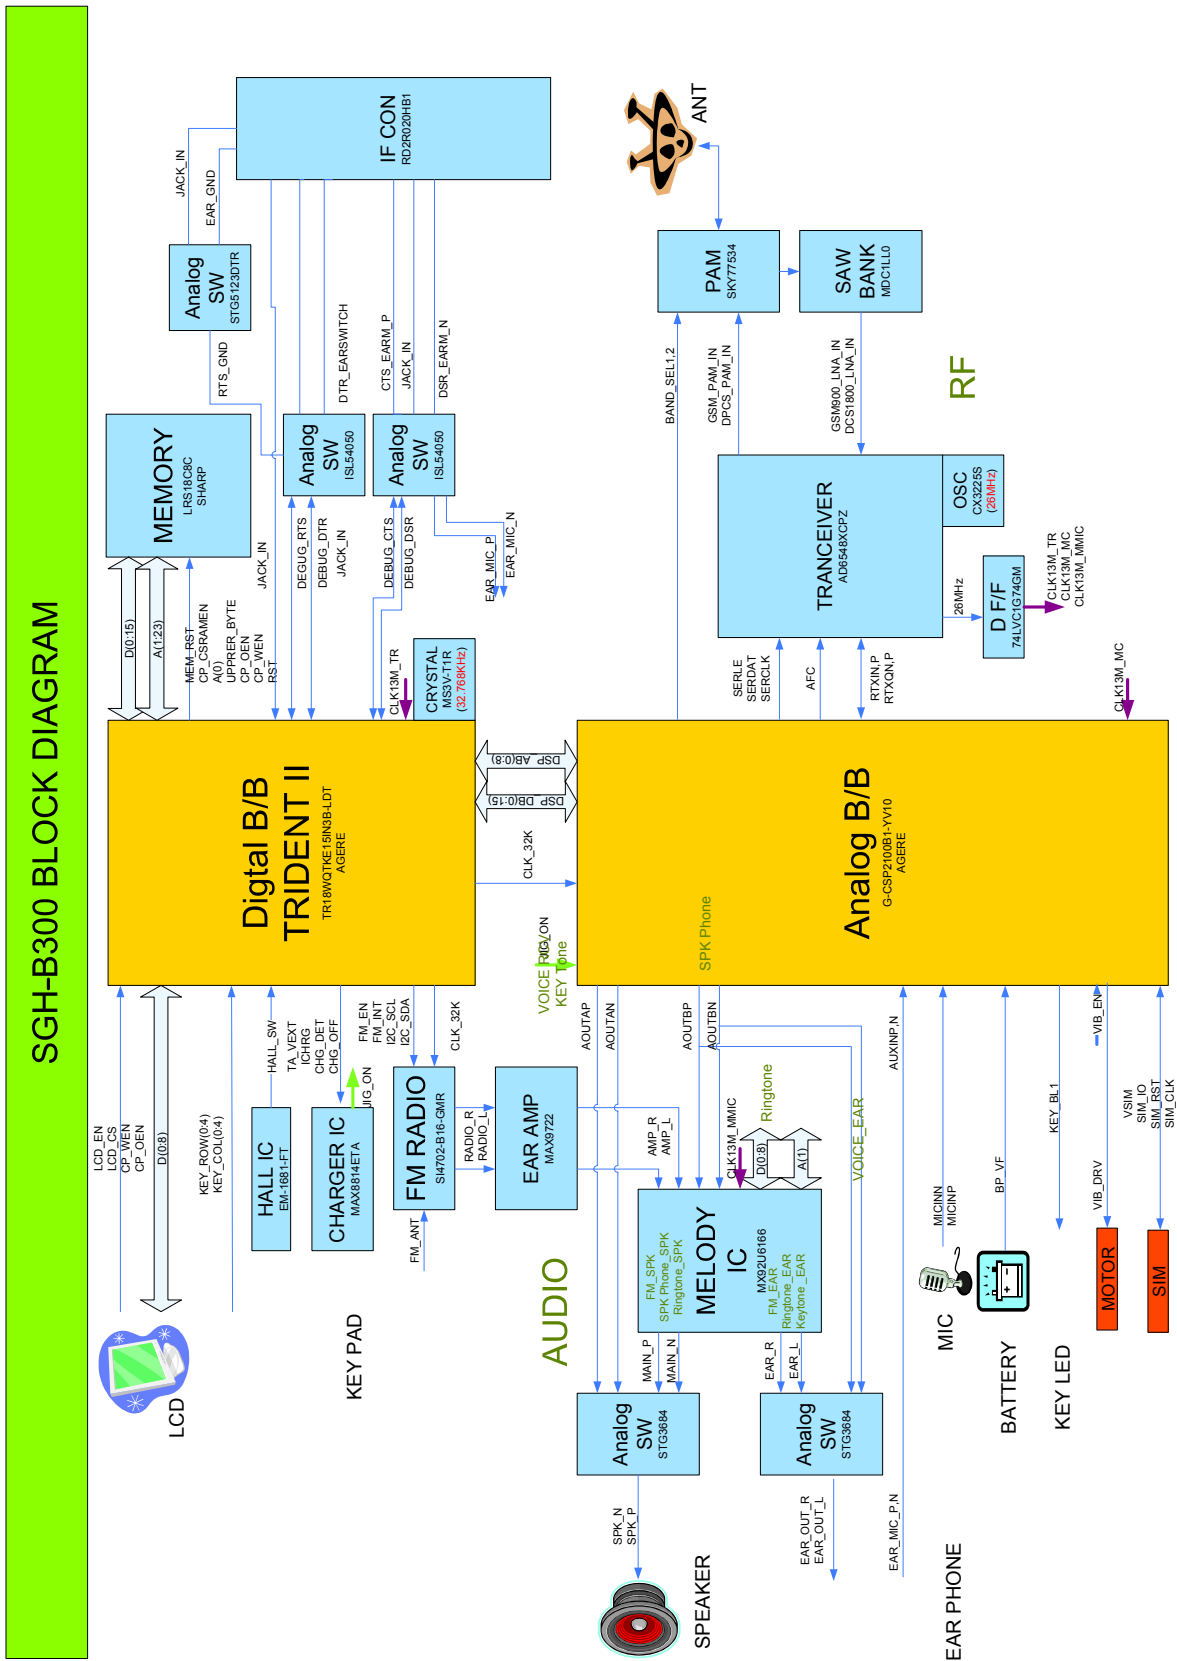 SGH-B300 BLOCK DIAGRAM
LCD
LCD_EN
LCD_CS
CP_WEN
CP_OEN
D(0:8)
KEY PAD
KEY_ROW(0:4)
KEY_COL(0:4)
HALL IC
EM-1681-FT
HALL_SW
CHARGER IC
MAX8814ETA
TA_VEXT
ICHRG
CHG_DET
CHG_OFF
JIG_ON
FM RADIO
SI4702-B16-GMR
FM_EN
FM_INT
I2C_SCL
I2C_SDA
CLK_32K
FM_ANT
RADIO_R
RADIO_L
EAR AMP
MAX9722
Digtal B/B
TRIDENT II
TR18WQTKE15IN3B-LDT
AGERE
D(0:15)
A(1:23)
MEM_RST
CP_CSRAMEN
A(0)
UPPRER_BYTE
CP_OEN
CP_WEN
RST
MEMORY
LRS18C8C
SHARP
JACK_IN
DEGUG_RTS
DEBUG_DTR
JACK_IN
DEBUG_CTS
DEBUG_DSR
CLK13M_TR
CRYSTAL
MS3V-T1R
(32.768KHz)
Analog
SW
STG5123DTR
RTS_GND
JACK_IN
EAR_GND
IF CON
RD2R020HB1
Analog
SW
ISL54050
DTR_EARSWITCH
Analog
SW
ISL54050
CTS_EARM_P
JACK_IN
DSR_EARM_N
EAR_MIC_P
EAR_MIC_N
DSP_AB(0:8)
DSP_DB(0:15)
CLK_32K
Analog B/B
G-CSP2100B1-YV10
AGERE
JIG_ON
VOICE RCV
KEY Tone
SPK Phone
AOUTAP
AOUTAN
AOUTBP
AOUTBN
AUDIO
AMP_R
AMP_L
CLK13M_MMIC
D(0:8)
A(1)
Ringtone
VOICE_EAR
MELODY
IC
MX92U6166
FM_SPK
SPK Phone_SPK
Ringtone_SPK
FM_EAR
Ringtone_EAR
Keytone_EAR
MAIN_P
MAIN_N
EAR_R
EAR_L
Analog
SW
STG3684
SPK_N
SPK_P
SPEAKER
Analog
SW
STG3684
EAR_OUT_R
EAR_OUT_L
EAR_MIC_P,N
EAR PHONE
AUXINP,N
MICINN
MICINP
MIC
BP_VF
BATTERY
KEY_BL1
KEY LED
VIB_EN
VIB_DRV
MOTOR
VSIM
SIM_IO
SIM_RST
SIM_CLK
SIM
CLK13M_MC
BAND_SEL1,2
SERLE
SERDAT
SERCLK
AFC
RTXIN,P
RTXQN,P
TRANCEIVER
AD6548XCPZ
OSC
CX3225S
(26MHz)
26MHz
D F/F
74LVC1G74GM
CLK13M_TR
CLK13M_MC
CLK13M_MMIC
GSM_PAM_IN
DPCS_PAM_IN
GSM900_LNA_IN
DCS1800_LNA_IN
RF
PAM
SKY77534
SAW
BANK
MDC1LL0
ANT